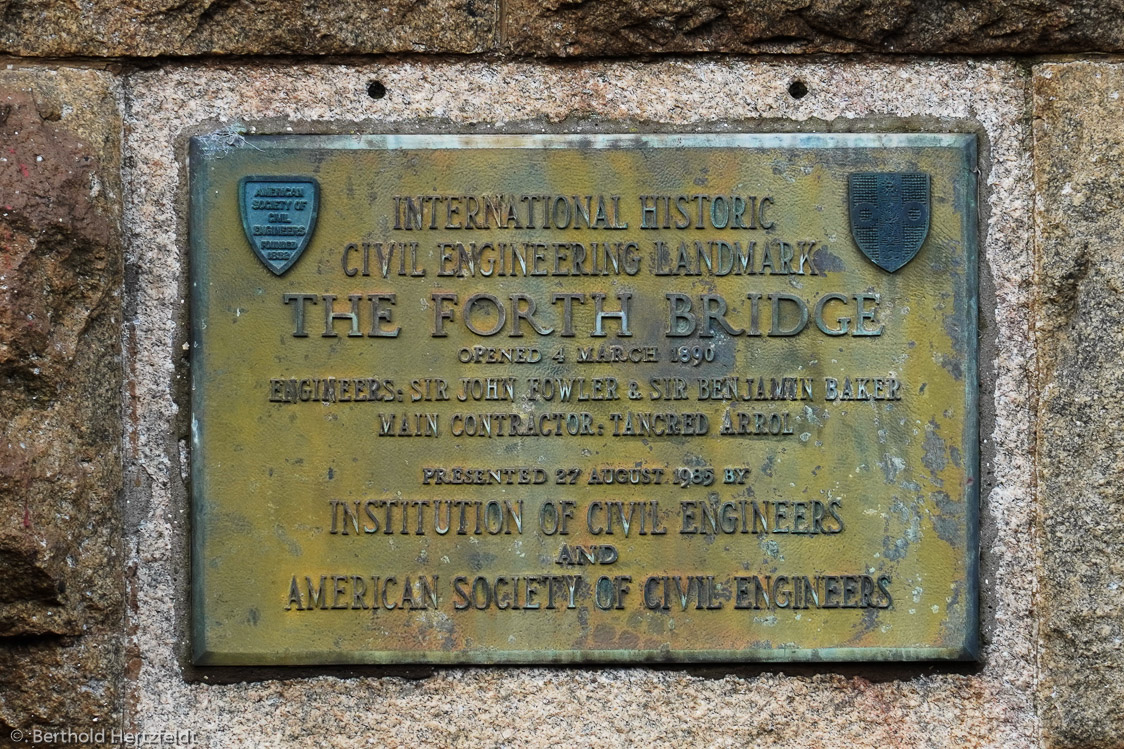 AMERICAN
SOCIETY OF
CIVIL
ENGINEERS
FOUNDED
1852
INTERNATIONAL HISTORIC
CIVIL ENGINEERING LANDMARK
THE FORTH BRIDGE
OPENED 4 MARCH 1890
ENGINEERS: SIR JOHN FOWLER & SIR BENJAMIN BAKER
MAIN CONTRACTOR: TANCRED ARROL
PRESENTED 27 AUGUST 1985 BY
INSTITUTION OF CIVIL ENGINEERS
AND
AMERICAN SOCIETY OF CIVIL ENGINEERS
©:Berthold Hertzfeldt